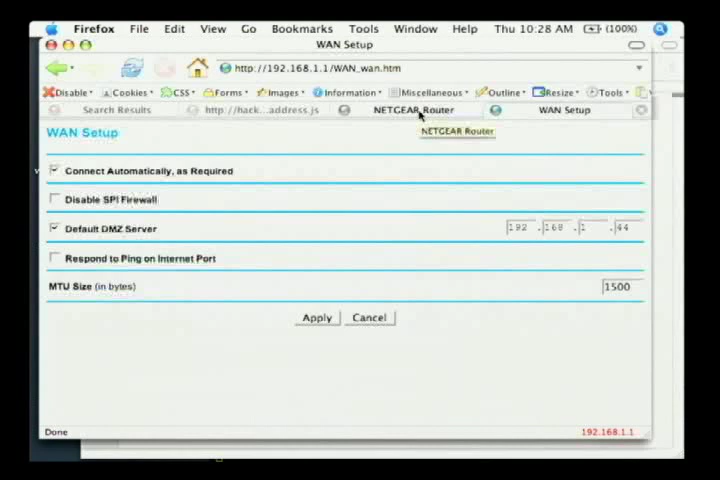 Firefox File Edit View Go Bookmarks Tools Window Help Thu 10:28 AM (100%)
WAN Setup
http://192.168.1.1/WAN_wan.htm
Disable Cookies CSS Forms Images Information Miscellaneous Outline Resize Tools
Search Results http://hack...address.js NETGEAR Router WAN Setup
NETGEAR Router
WAN Setup
Connect Automatically, as Required
Disable SPI Firewall
Default DMZ Server 192 . 168 . 1 . 44
Respond to Ping on Internet Port
MTU Size (in bytes) 1500
Apply Cancel
Done 192.168.1.1